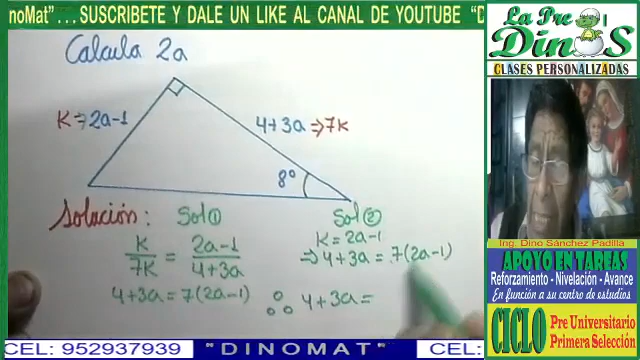 noMat"... SUSCRIBETE Y DALE UN LIKE AL CANAL DE YOUTUBE "D
La Pre
DinoS
CLASES PERSONALIZADAS
Calcula 2a
K ⇒ 2a-1
4+3a ⇒ 7K
8°
Solución: Sol① Sol②
K/7K = (2a-1)/(4+3a)
4+3a = 7(2a-1)
K = 2a-1
⇒ 4+3a = 7(2a-1)
∴ 4+3a =
Ing. Dino Sánchez Padilla
APOYO EN TAREAS
Reforzamiento - Nivelación - Avance
En función a su centro de estudios
CICLO Pre Universitario
Primera Selección
CEL: 952937939 "DINOMAT" CEL: